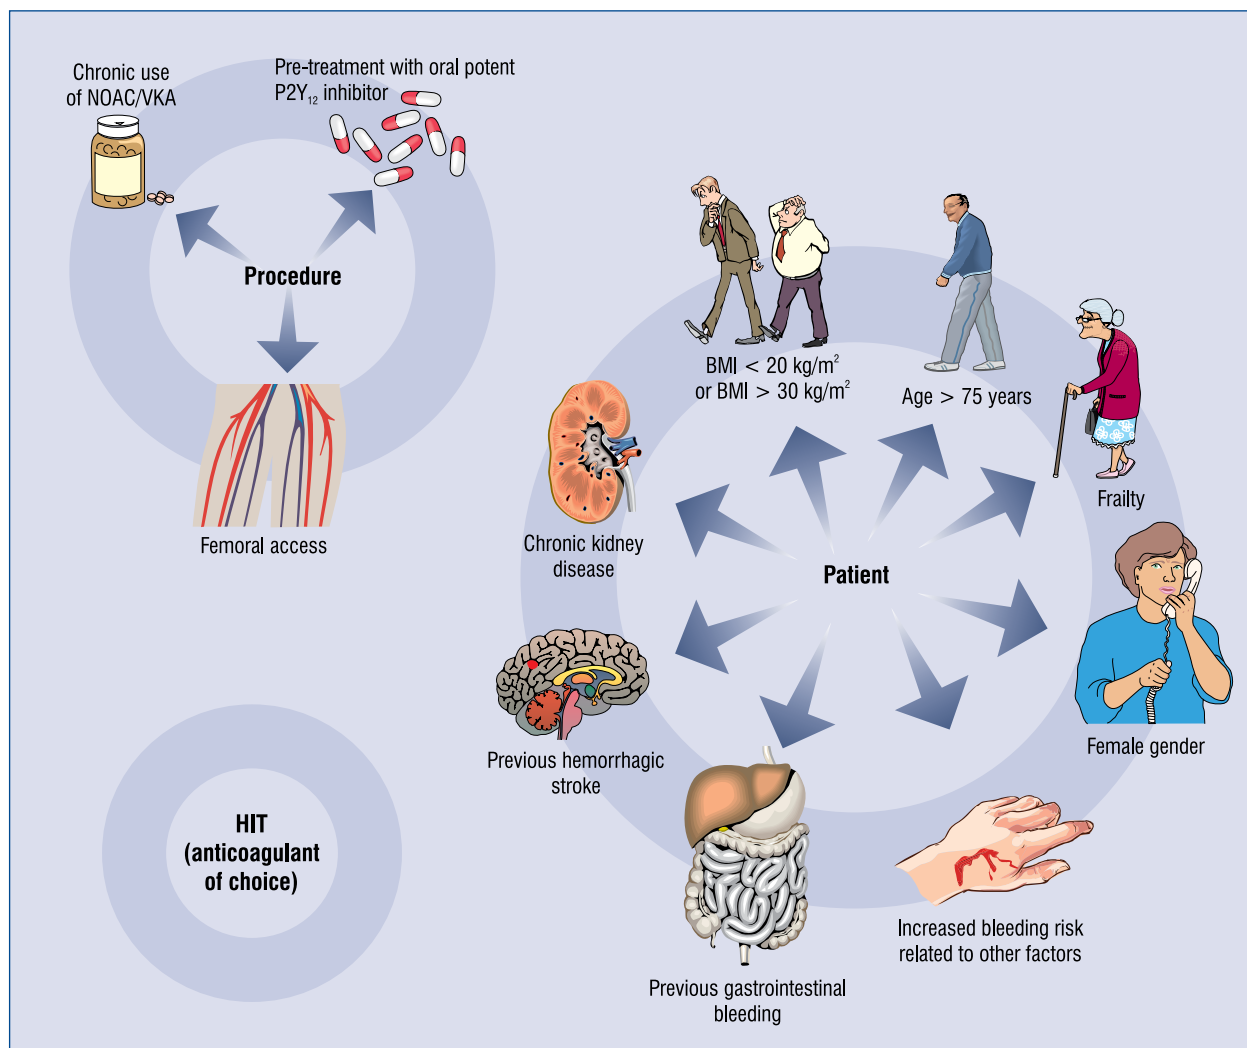 Chronic use
of NOAC/VKA
Pre-treatment with oral potent
P2Y₁₂ inhibitor
Procedure
Femoral access
BMI < 20 kg/m²
or BMI > 30 kg/m²
Age > 75 years
Frailty
Chronic kidney
disease
Patient
Previous hemorrhagic
stroke
Female gender
HIT
(anticoagulant
of choice)
Increased bleeding risk
related to other factors
Previous gastrointestinal
bleeding